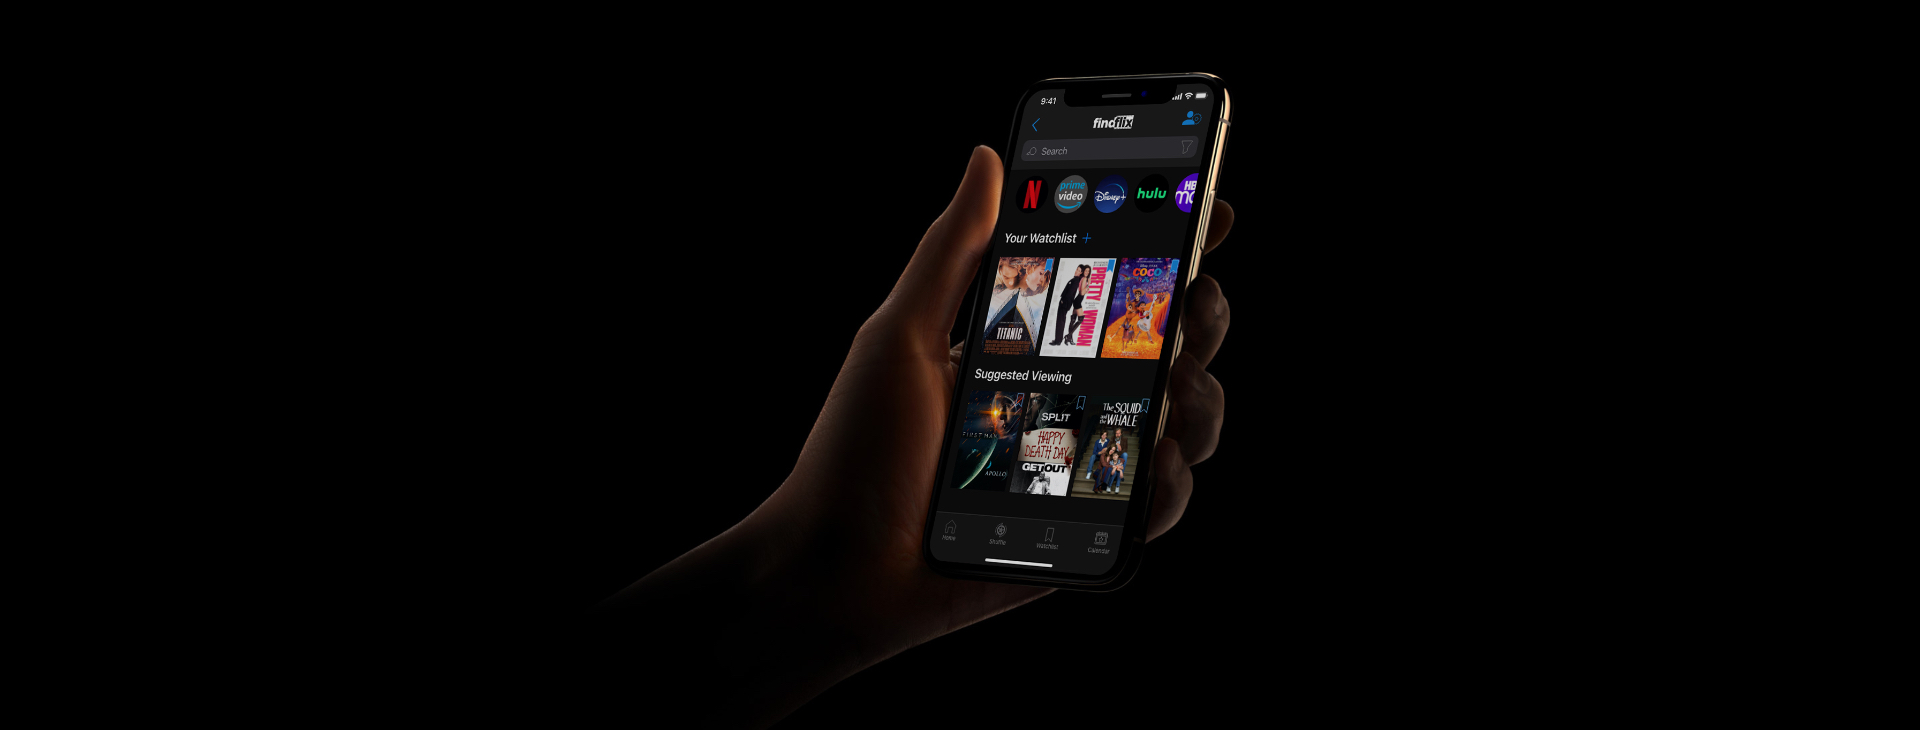 9:41
findflix
Search
N
prime video
Disney+
hulu
HB
Your Watchlist +
TITANIC
PRETTY WOMAN
COCO
Suggested Viewing
FIRST MAN
APOLLO
SPLIT
HAPPY
DEATH DAY
GET OUT
The SQUID
and the WHALE
Home
Shuffle
Watchlist
Calendar